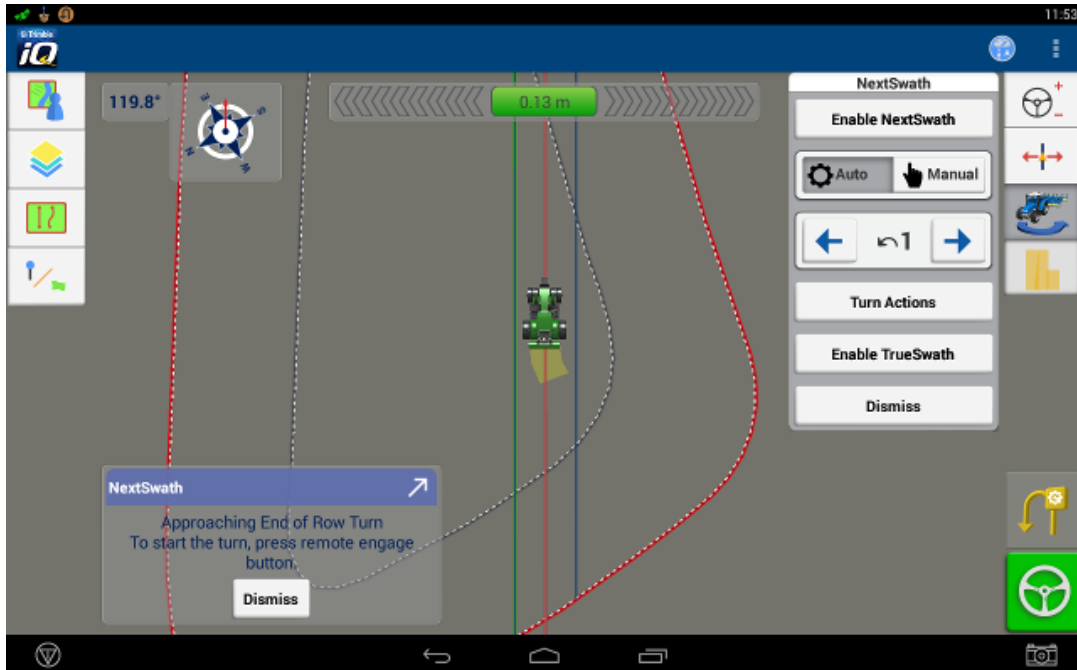 11:53
Trimble
iQ
119.8°
0.13 m
NextSwath
Enable NextSwath
Auto
Manual
1
Turn Actions
Enable TrueSwath
Dismiss
NextSwath
Approaching End of Row Turn
To start the turn, press remote engage
button.
Dismiss